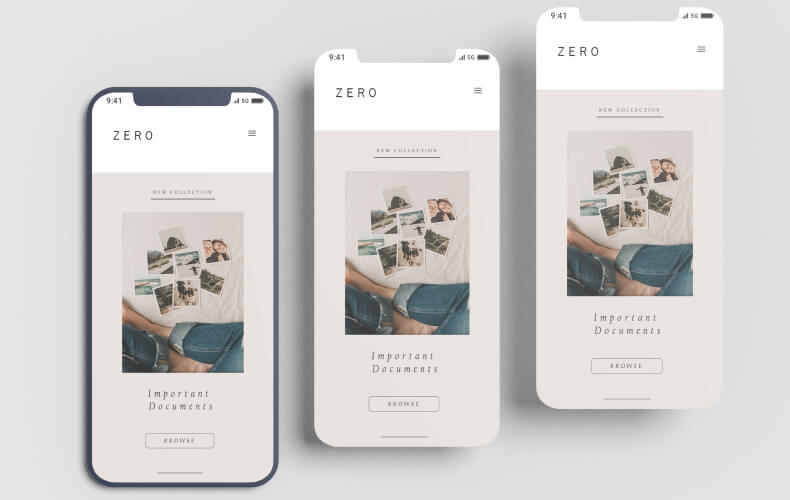 9:41
5G
ZERO
NEW COLLECTION
Important
Documents
BROWSE
9:41
5G
ZERO
NEW COLLECTION
Important
Documents
BROWSE
9:41
5G
ZERO
NEW COLLECTION
Important
Documents
BROWSE